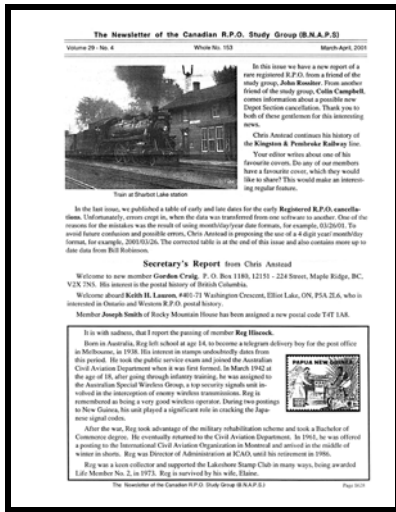 The Newsletter of the Canadian R.P.O. Study Group (B.N.A.P.S)
Volume 29 - No. 4 Whole No. 153 March-April, 2001
In this issue we have a new report of a
rare registered R.P.O. from a friend of the
study group, John Rossiter. From another
friend of the study group, Colin Campbell,
comes information about a possible new
Depot Section cancellation. Thank you to
both of these gentlemen for this interesting
news.
Chris Anstead continues his history of
the Kingston & Pembroke Railway line.
Your editor writes about one of his
favourite covers. Do any of our members
have a favourite cover, which they would
like to share? This would make an interest-
ing regular feature.
Train at Sharbot Lake station
In the last issue, we published a table of early and late dates for the early Registered R.P.O. cancella-
tions. Unfortunately, errors crept in, when the data was transferred from one software to another. One of the
reasons for the mistakes was the result of using month/day/year date formats, for example, 03/26/01. To
avoid future confusion and possible errors, Chris Anstead is proposing the use of a 4 digit year/ month/day
format, for example, 2001/03/26. The corrected table is at the end of this issue and also contains more up to
date data from Bill Robinson.
Secretary's Report from Chris Anstead
Welcome to new member Gordon Craig, P. O. Box 1180, 12151 - 224 Street, Maple Ridge, BC,
V2X 7N5. His interest is the postal history of British Columbia.
Welcome aboard Keith H. Lauzon, #401-71 Washington Crescent, Elliot Lake, ON, P5A 2L6, who is
interested in Ontario and Western R.P.O. postal history.
Member Joseph Smith of Rocky Mountain House has been assigned a new postal code T4T 1A8.
It is with sadness, that I report the passing of member Reg Hiscock.
Born in Australia, Reg left school at age 14, to become a telegram delivery boy for the post office
in Melbourne, in 1938. His interest in stamps undoubtedly dates from
this period. He took the public service exam and joined the Australian
Civil Aviation Department when it was first formed. In March 1942 at
the age of 18, after going through infantry training, he was assigned to
the Australian Special Wireless Group, a top security signals unit in-
volved in the interception of enemy wireless transmissions. Reg is
remembered as being a very good wireless operator. During two postings
to New Guinea, his unit played a significant role in cracking the Japa-
nese signal codes.
PAPUA NEW GUINEA
After the war, Reg took advantage of the military rehabilitation scheme and took a Bachelor of
Commerce degree. He eventually returned to the Civil Aviation Department. In 1961, he was offered
a posting to the International Civil Organization in Montreal and arrived in the middle of
winter in shorts. Reg was Director of Administration at ICAO, until his retirement in 1986.
Reg was a keen collector and supported the Lakeshore Stamp Club in many ways, being awarded
Life Member No. 2, in 1973. Reg is survived by his wife, Elaine.
The Newsletter of the Canadian R.P.O. Study Group (B.N.A.P.S) Page